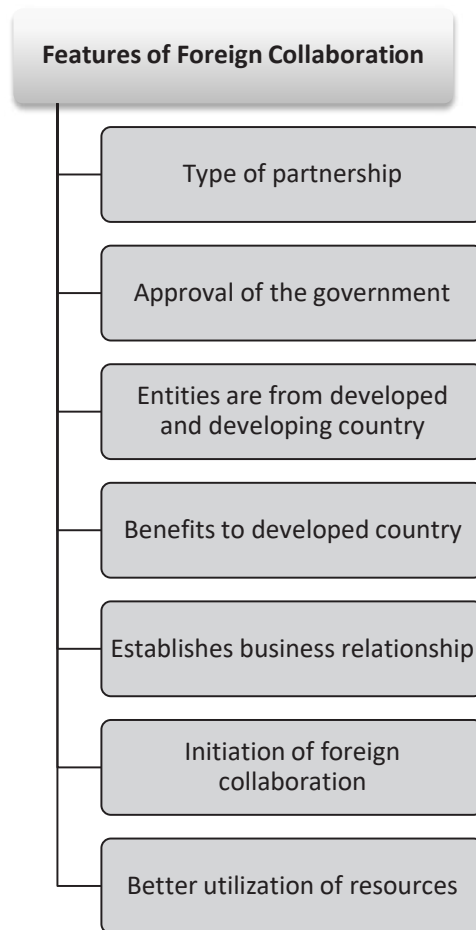 Features of Foreign Collaboration
Type of partnership
Approval of the government
Entities are from developed
and developing country
Benefits to developed country
Establishes business relationship
Initiation of foreign
collaboration
Better utilization of resources